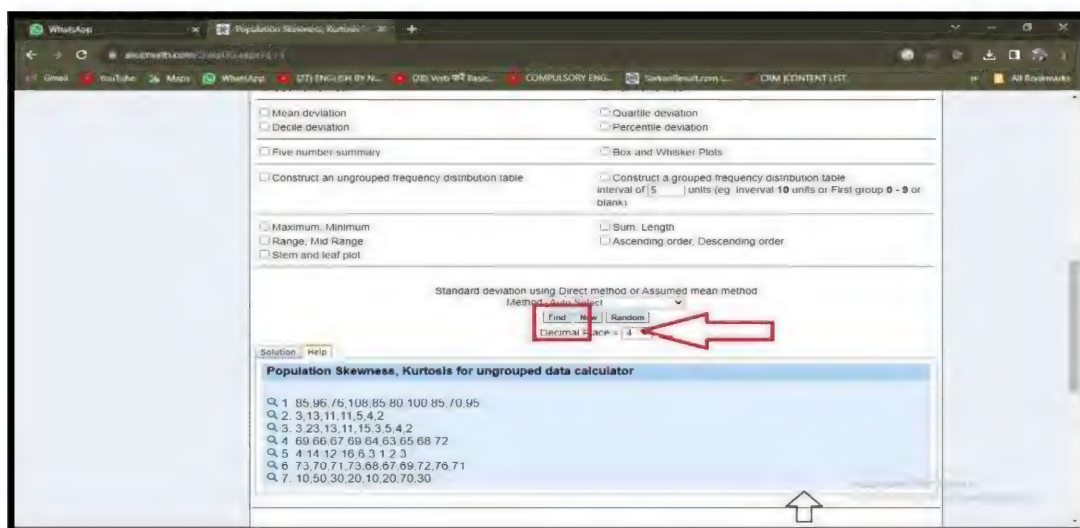 WhatsApp
Population Skewness, Kurtosis
Gmail YouTube Maps WhatsApp COMPULSORY ENG... SarkariResult.com CRM CONTENT LIST All Bookmarks
Mean deviation Quartile deviation
Decile deviation Percentile deviation
Five number summary Box and Whisker Plots
Construct an ungrouped frequency distribution table Construct a grouped frequency distribution table
interval of 5 units (eg. inverval 10 units or First group 0 - 9 or
blank)
Maximum, Minimum Sum, Length
Range, Mid Range Ascending order, Descending order
Stem and leaf plot
Standard deviation using Direct method or Assumed mean method
Method Auto Select
Find New Random
Decimal Place = 4
Solution Help
Population Skewness, Kurtosis for ungrouped data calculator
1. 85,96,76,108,85,80,100,85,70,95
2. 3,13,11,11,5,4,2
3. 3,23,13,11,15,3,5,4,2
4. 69,66,67,69,64,63,65,68,72
5. 4,14,12,16,6,3,1,2,3
6. 73,70,71,73,68,67,69,72,76,71
7. 10,50,30,20,10,20,70,30